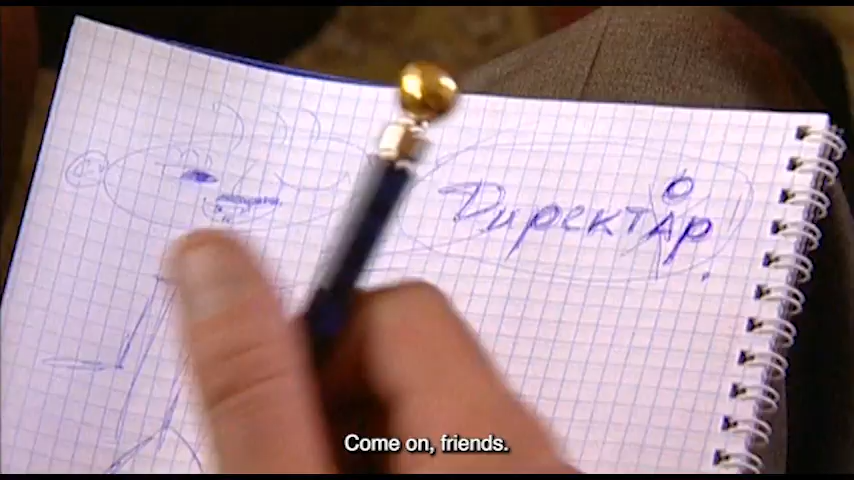 О
ДиректАр.
Come on, friends.